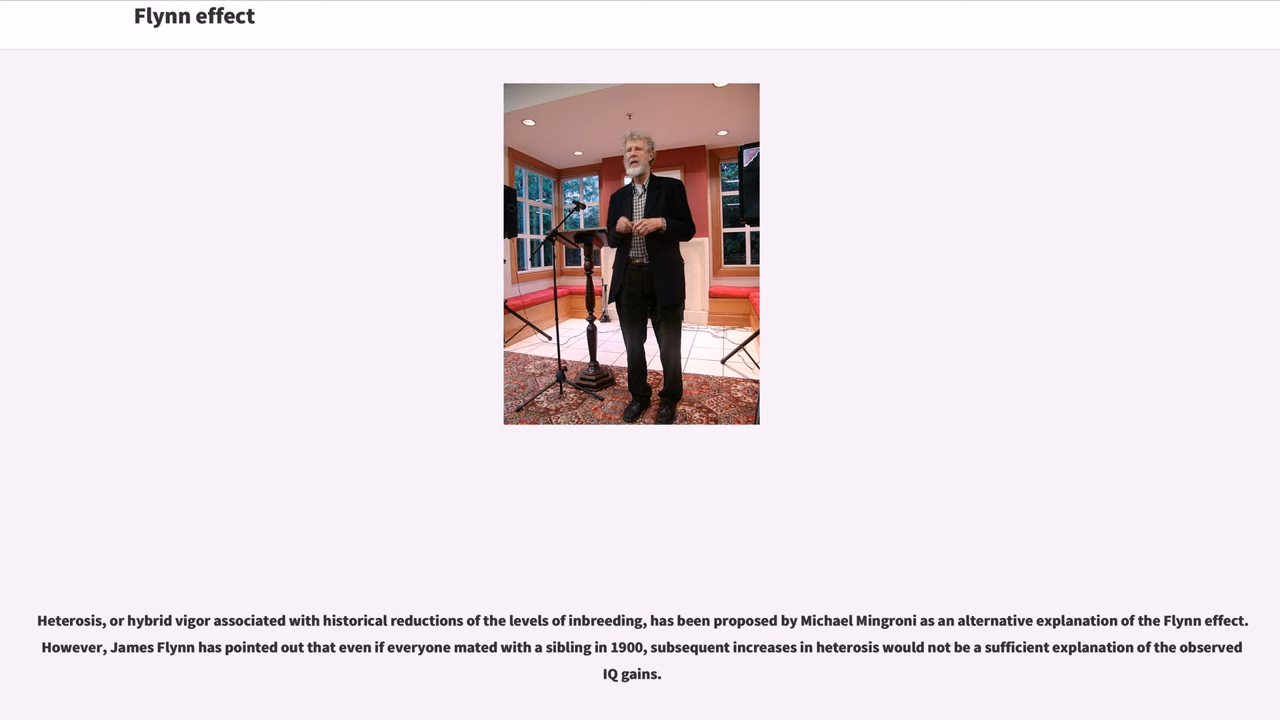 Flynn effect
Heterosis, or hybrid vigor associated with historical reductions of the levels of inbreeding, has been proposed by Michael Mingroni as an alternative explanation of the Flynn effect.
However, James Flynn has pointed out that even if everyone mated with a sibling in 1900, subsequent increases in heterosis would not be a sufficient explanation of the observed
IQ gains.